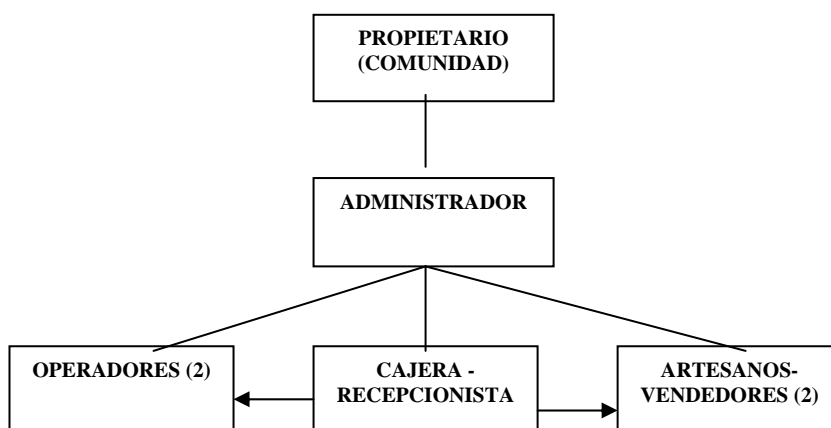 PROPIETARIO
(COMUNIDAD)
ADMINISTRADOR
OPERADORES (2)
CAJERA -
RECEPCIONISTA
ARTESANOS-
VENDEDORES (2)